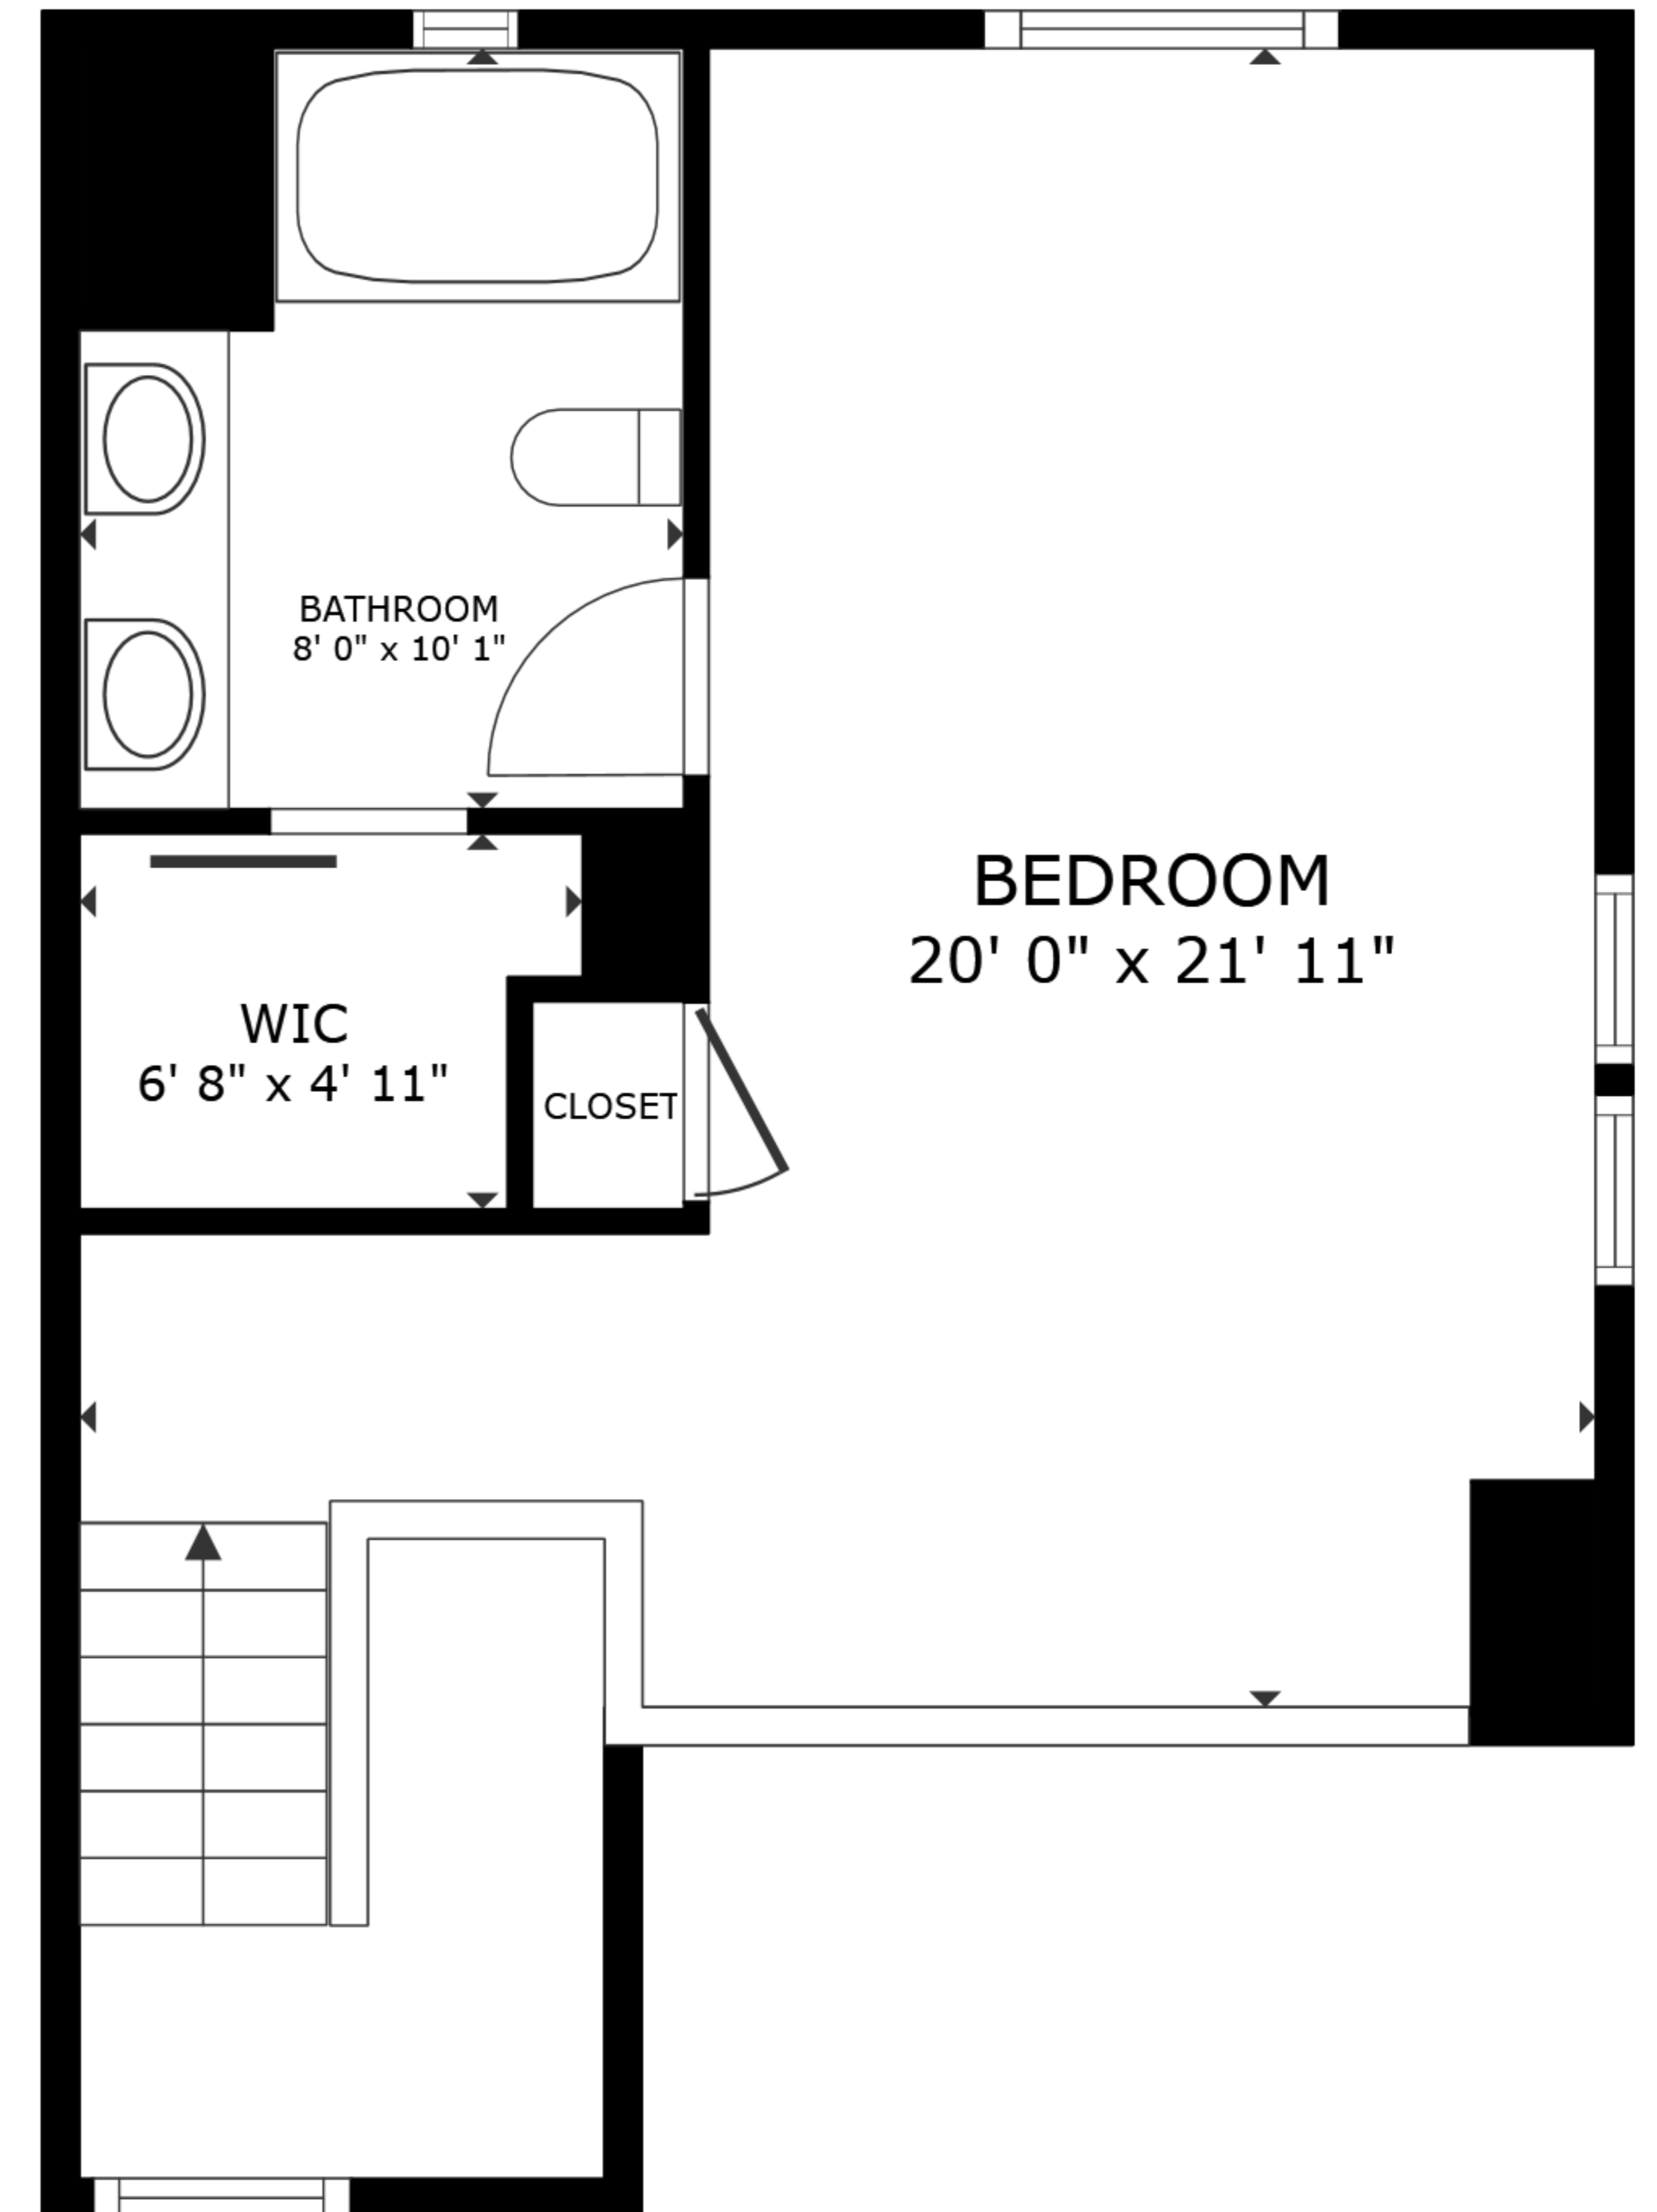 BATHROOM
8' 0" x 10' 1"
BEDROOM
20' 0" x 21' 11"
WIC
6' 8" x 4' 11"
CLOSET